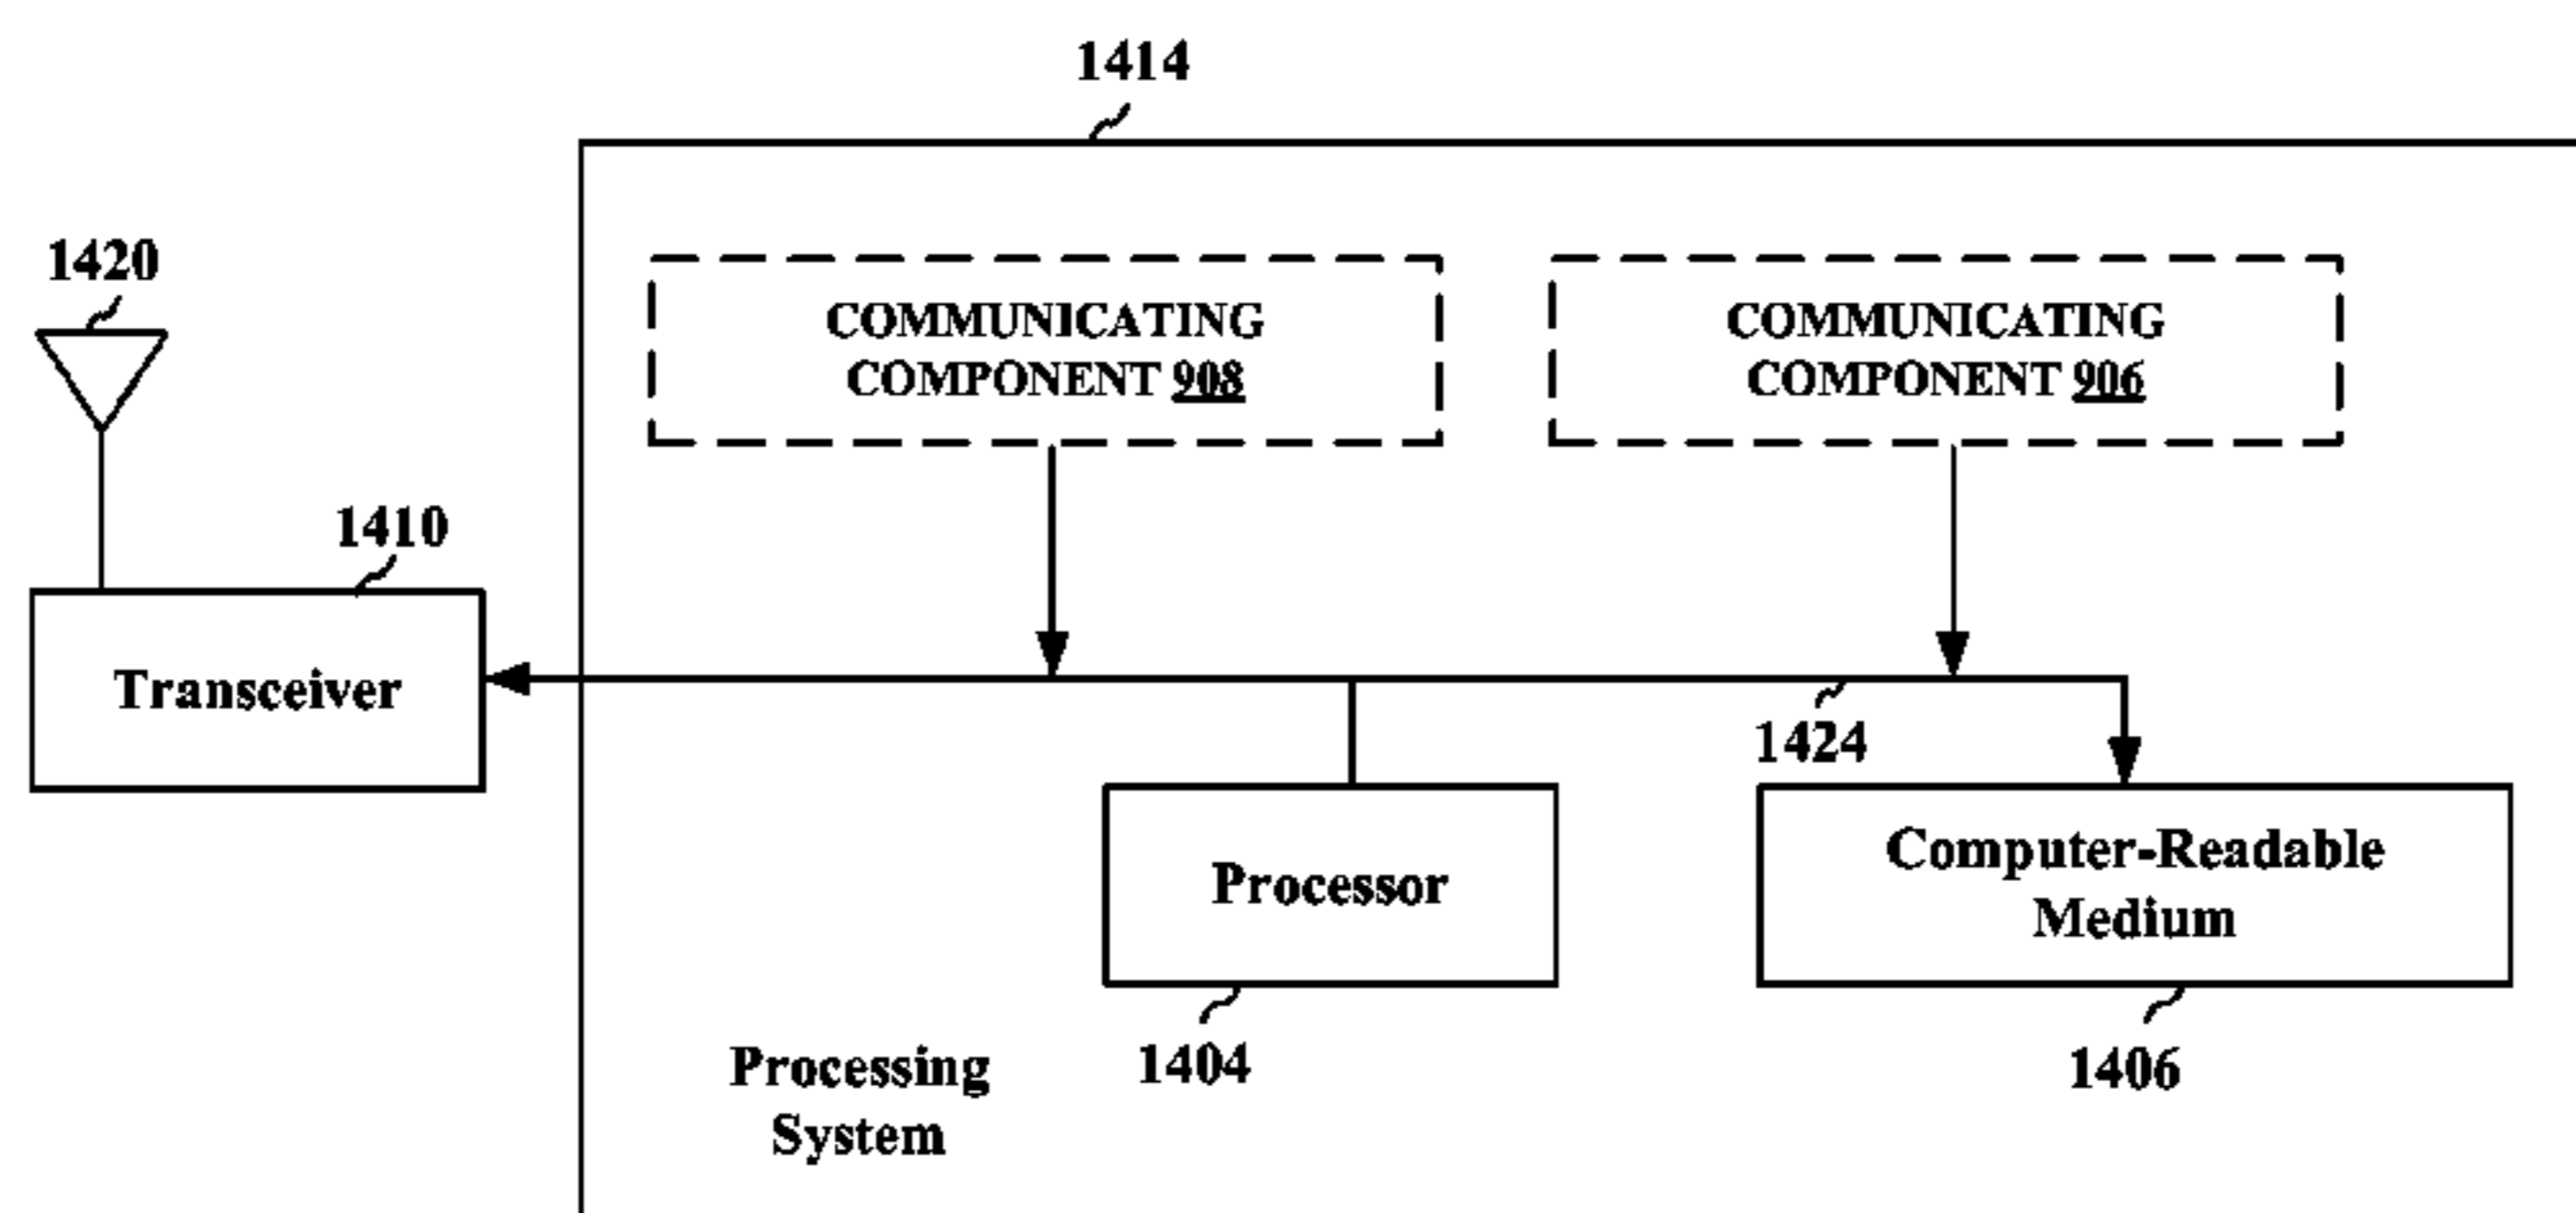 1414
1420
COMMUNICATING
COMPONENT 908
COMMUNICATING
COMPONENT 906
1410
Transceiver
1424
Processor
Computer-Readable
Medium
1404
1406
Processing
System